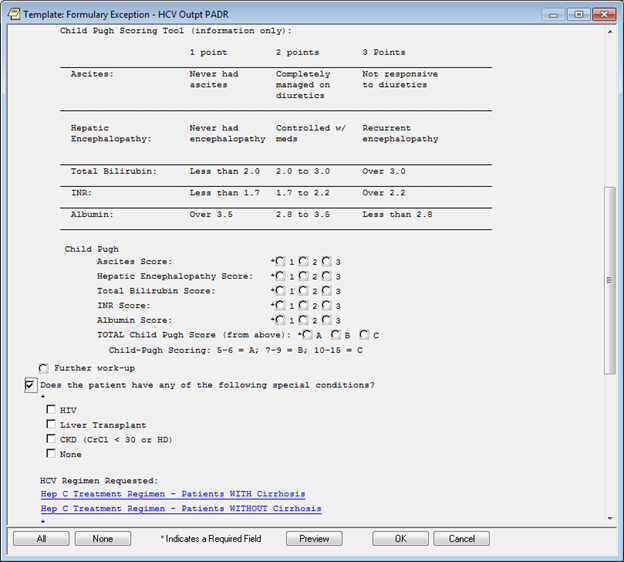 Template: Formulary Exception - HCV Outpt PADR
Child Pugh Scoring Tool (information only):
1 point 2 points 3 Points
Ascites: Never had Completely Not responsive
ascites managed on to diuretics
diuretics
Hepatic Never had Controlled w/ Recurrent
Encephalopathy: encephalopathy meds encephalopathy
Total Bilirubin: Less than 2.0 2.0 to 3.0 Over 3.0
INR: Less than 1.7 1.7 to 2.2 Over 2.2
Albumin: Over 3.5 2.8 to 3.5 Less than 2.8
Child Pugh
Ascites Score: * 1 2 3
Hepatic Encephalopathy Score: * 1 2 3
Total Bilirubin Score: * 1 2 3
INR Score: * 1 2 3
Albumin Score: * 1 2 3
TOTAL Child Pugh Score (from above): * A B C
Child-Pugh Scoring: 5-6 = A; 7-9 = B; 10-15 = C
Further work-up
Does the patient have any of the following special conditions?
*
HIV
Liver Transplant
CKD (CrCl < 30 or HD)
None
HCV Regimen Requested:
Hep C Treatment Regimen - Patients WITH Cirrhosis
Hep C Treatment Regimen - Patients WITHOUT Cirrhosis
*
All None * Indicates a Required Field Preview OK Cancel